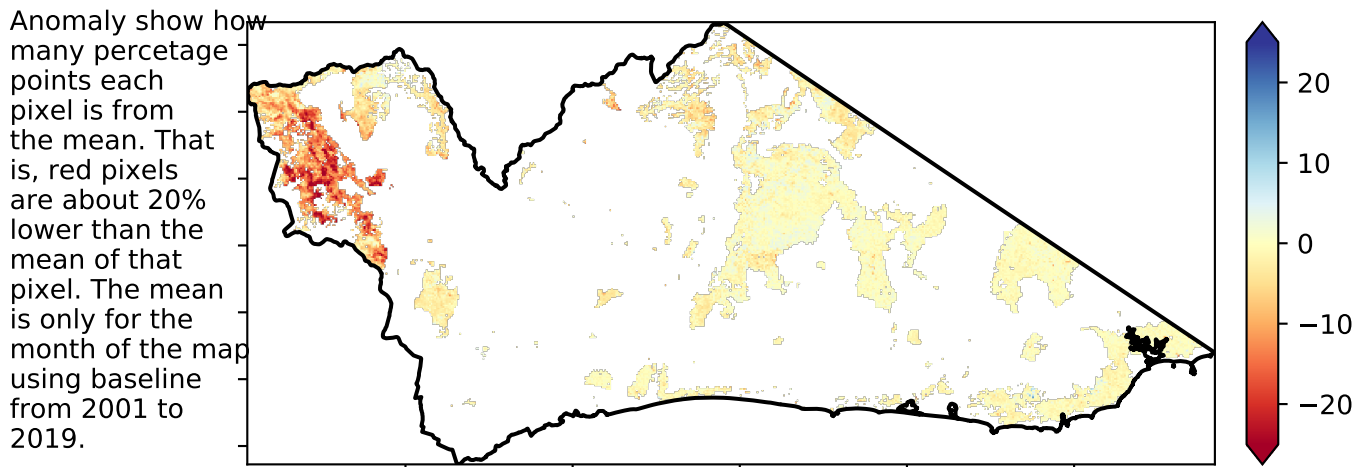 Anomaly show how
many percetage
points each
pixel is from
the mean. That
is, red pixels
are about 20%
lower than the
mean of that
pixel. The mean
is only for the
month of the map
using baseline
from 2001 to
2019.
20
10
0
−10
−20